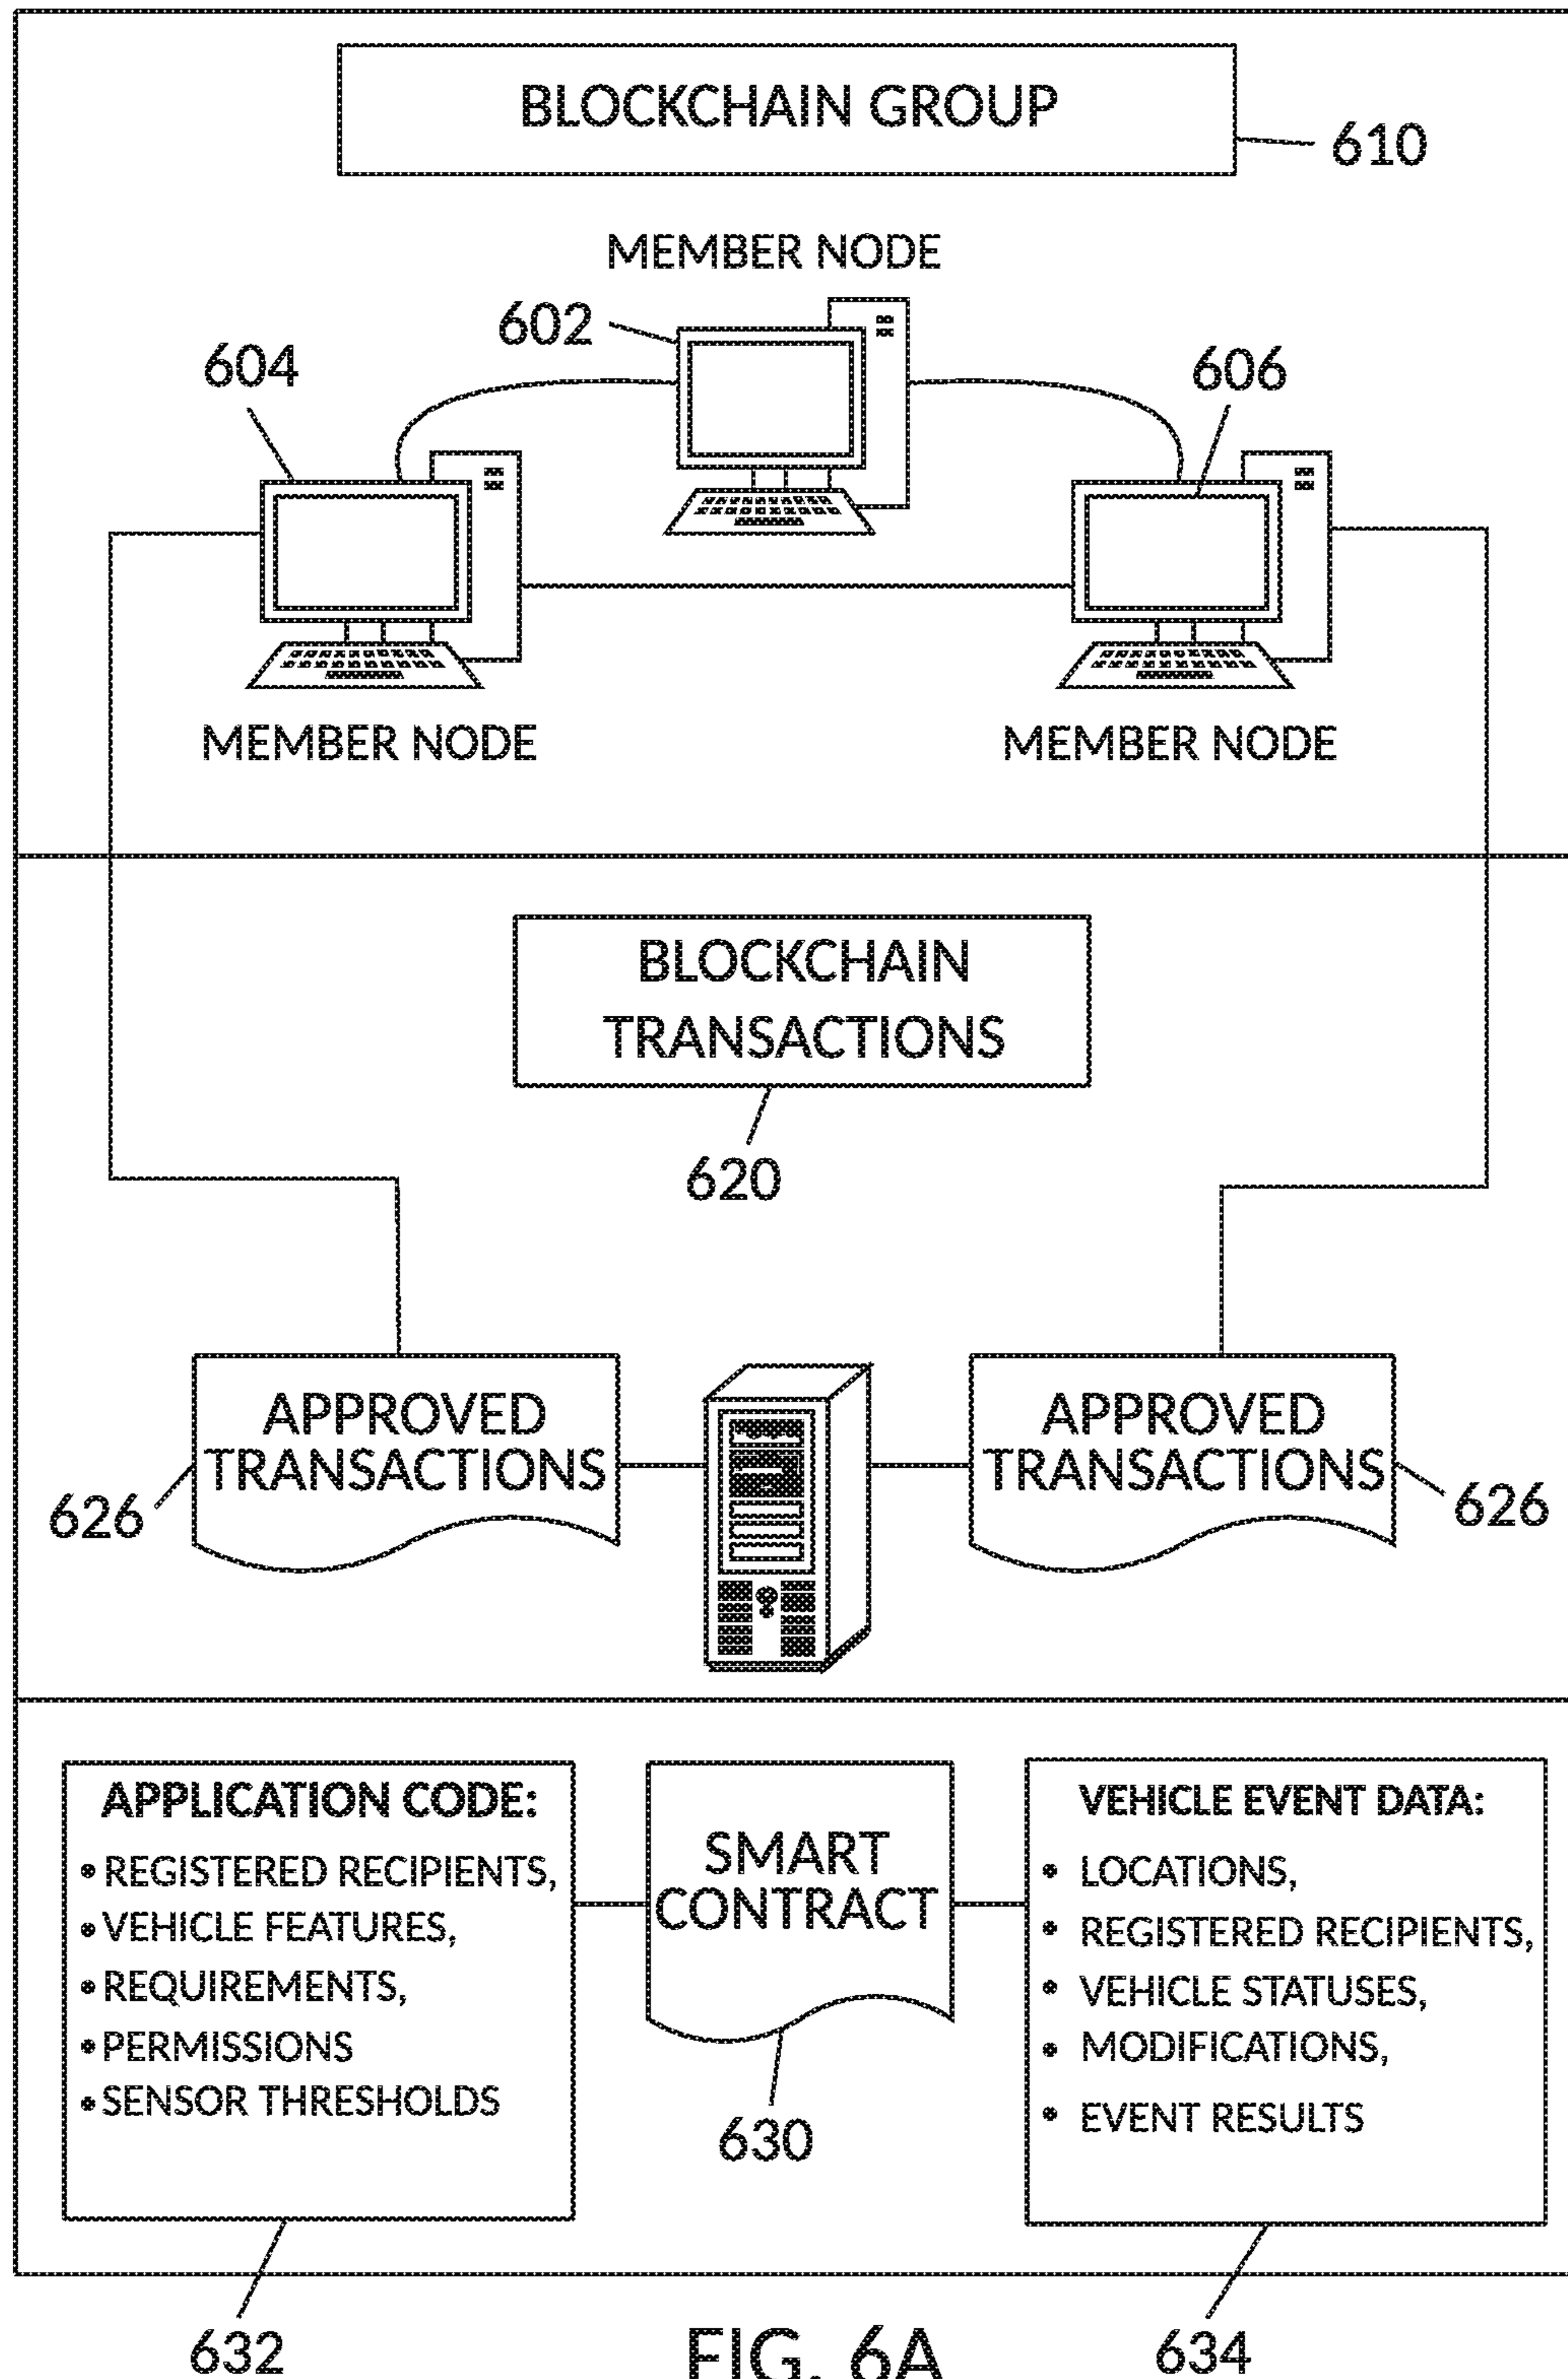 BLOCKCHAIN GROUP
610
MEMBER NODE
602
604
606
MEMBER NODE
MEMBER NODE
BLOCKCHAIN
TRANSACTIONS
620
APPROVED
TRANSACTIONS
626
APPROVED
TRANSACTIONS
626
APPLICATION CODE:
• REGISTERED RECIPIENTS,
• VEHICLE FEATURES,
• REQUIREMENTS,
• PERMISSIONS
• SENSOR THRESHOLDS
SMART
CONTRACT
630
VEHICLE EVENT DATA:
• LOCATIONS,
• REGISTERED RECIPIENTS,
• VEHICLE STATUSES,
• MODIFICATIONS,
• EVENT RESULTS
632
634
FIG. 6A